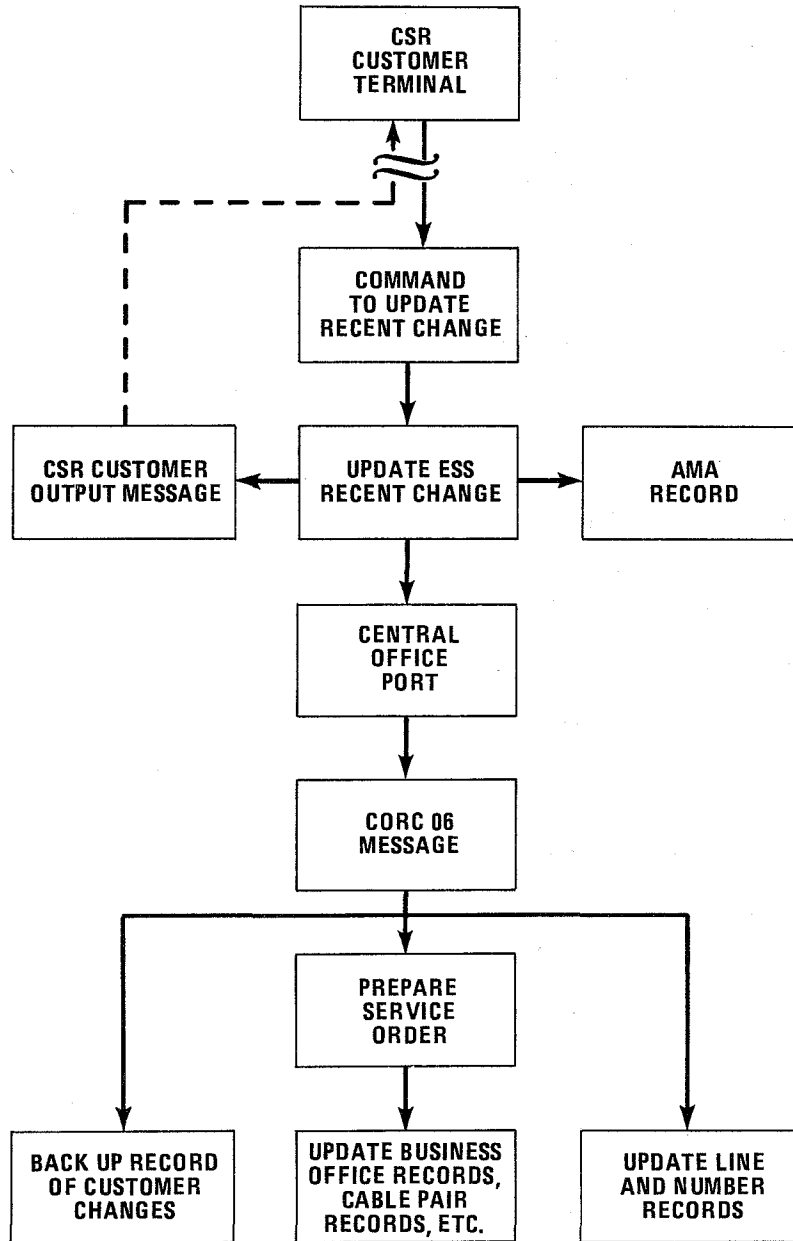 CSR
CUSTOMER
TERMINAL
COMMAND
TO UPDATE
RECENT CHANGE
CSR CUSTOMER
OUTPUT MESSAGE
UPDATE ESS
RECENT CHANGE
AMA
RECORD
CENTRAL
OFFICE
PORT
CORC 06
MESSAGE
PREPARE
SERVICE
ORDER
BACK UP RECORD
OF CUSTOMER
CHANGES
UPDATE BUSINESS
OFFICE RECORDS,
CABLE PAIR
RECORDS, ETC.
UPDATE LINE
AND NUMBER
RECORDS